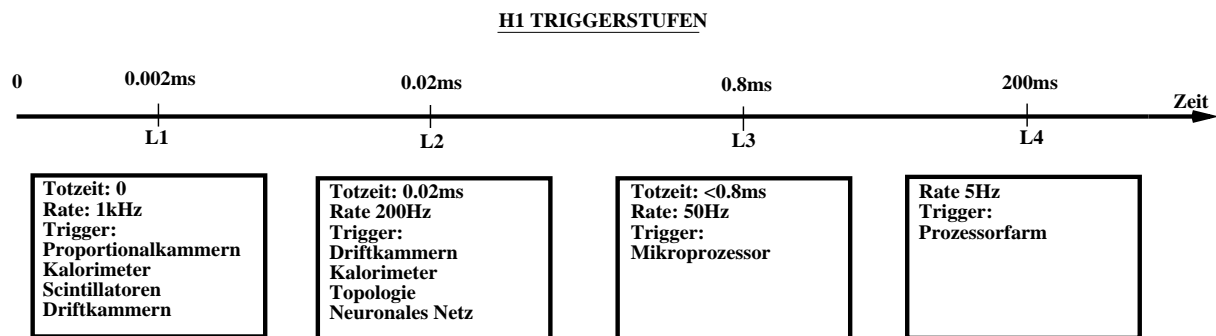 H1 TRIGGERSTUFEN
0 0.002ms 0.02ms 0.8ms 200ms
Zeit
L1 L2 L3 L4
Totzeit: 0
Rate: 1kHz
Trigger:
Proportionalkammern
Kalorimeter
Scintillatoren
Driftkammern
Totzeit: 0.02ms
Rate 200Hz
Trigger:
Driftkammern
Kalorimeter
Topologie
Neuronales Netz
Totzeit: <0.8ms
Rate: 50Hz
Trigger:
Mikroprozessor
Rate 5Hz
Trigger:
Prozessorfarm